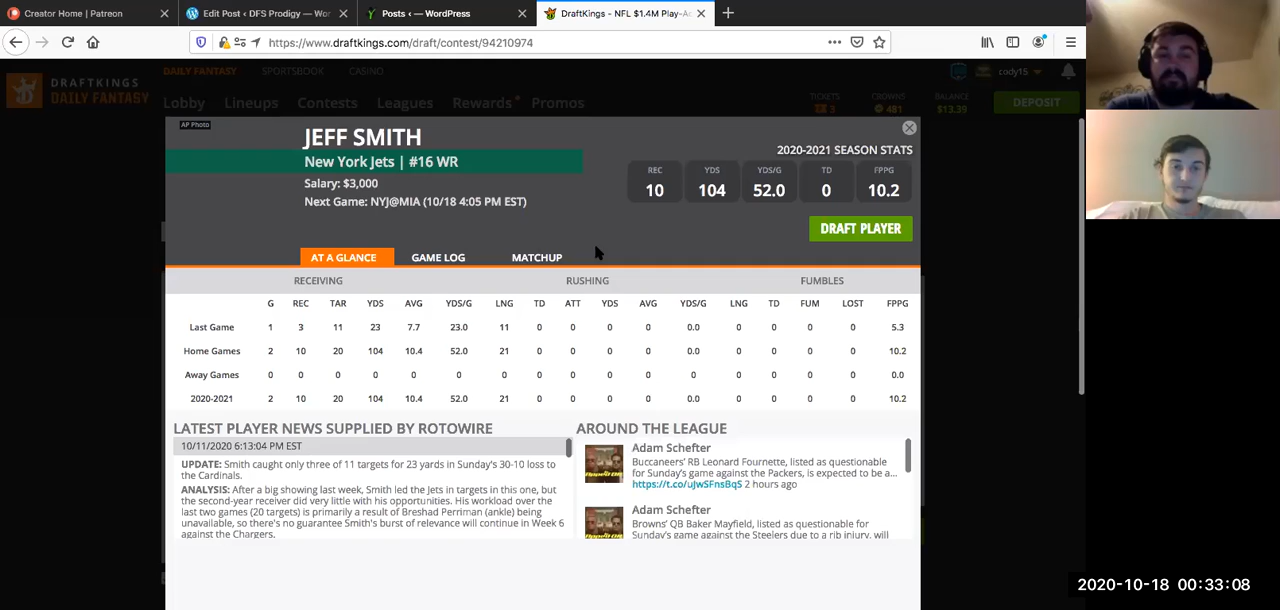 Creator Home | Patreon
Edit Post ‹ DFS Prodigy — Wor
Posts ‹ — WordPress
DraftKings - NFL $1.4M Play-A
https://www.draftkings.com/draft/contest/94210974
DRAFTKINGS
DAILY FANTASY
DAILY FANTASY SPORTSBOOK CASINO
cody15
Lobby Lineups Contests Leagues Rewards Promos
TICKETS 3 CROWNS 481 BALANCE $13.39 DEPOSIT
AP Photo
JEFF SMITH
New York Jets | #16 WR
Salary: $3,000
Next Game: NYJ@MIA (10/18 4:05 PM EST)
2020-2021 SEASON STATS
REC YDS YDS/G TD FPPG
10 104 52.0 0 10.2
DRAFT PLAYER
AT A GLANCE GAME LOG MATCHUP
RECEIVING RUSHING FUMBLES
G REC TAR YDS AVG YDS/G LNG TD ATT YDS AVG YDS/G LNG TD FUM LOST FPPG
Last Game 1 3 11 23 7.7 23.0 11 0 0 0 0 0.0 0 0 0 0 5.3
Home Games 2 10 20 104 10.4 52.0 21 0 0 0 0 0.0 0 0 0 0 10.2
Away Games 0 0 0 0 0 0 0 0 0 0 0 0.0 0 0 0 0 0.0
2020-2021 2 10 20 104 10.4 52.0 21 0 0 0 0 0.0 0 0 0 0 10.2
LATEST PLAYER NEWS SUPPLIED BY ROTOWIRE
10/11/2020 6:13:04 PM EST
UPDATE: Smith caught only three of 11 targets for 23 yards in Sunday's 30-10 loss to
the Cardinals.
ANALYSIS: After a big showing last week, Smith led the Jets in targets in this one, but
the second-year receiver did very little with his opportunities. His workload over the
last two games (20 targets) is primarily a result of Breshad Perriman (ankle) being
unavailable, so there's no guarantee Smith's burst of relevance will continue in Week 6
against the Chargers.
AROUND THE LEAGUE
Adam Schefter
Buccaneers' RB Leonard Fournette, listed as questionable
for Sunday's game against the Packers, is expected to be a...
https://t.co/uJwSFnsBqS 2 hours ago
Adam Schefter
Browns' QB Baker Mayfield, listed as questionable for
Sunday's game against the Steelers due to a rib injury, will
2020-10-18 00:33:08